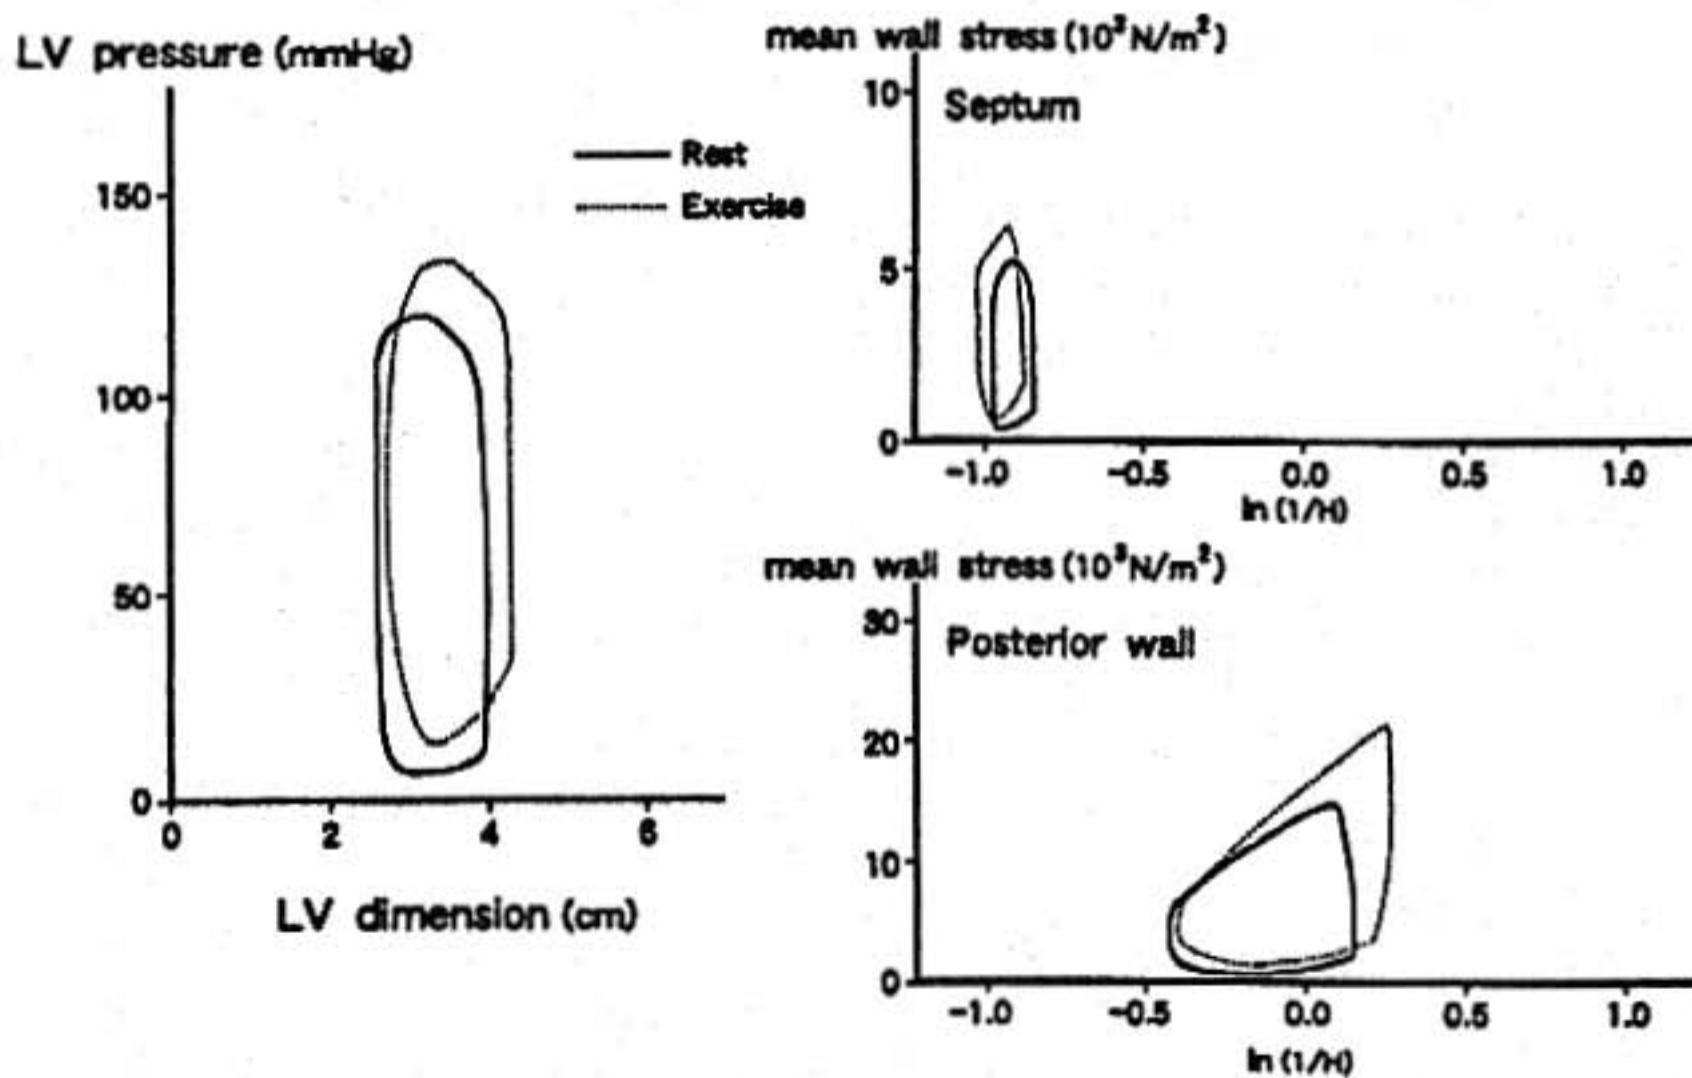 LV pressure (mmHg)
150
100
50
0
0 2 4 6
LV dimension (cm)
Rest
Exercise
mean wall stress (10³N/m²)
Septum
10
5
0
-1.0 -0.5 0.0 0.5 1.0
ln (1/H)
mean wall stress (10³N/m²)
Posterior wall
30
20
10
0
-1.0 -0.5 0.0 0.5 1.0
ln (1/H)